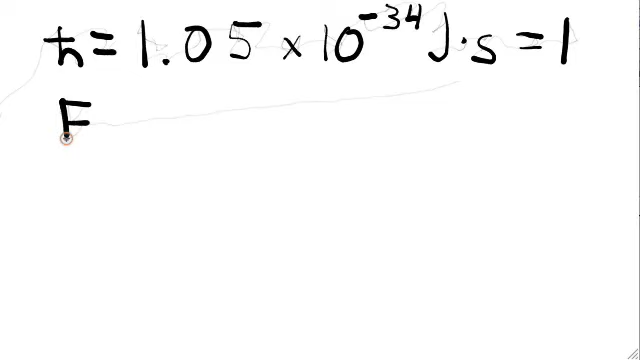 ħ = 1.05 × 10⁻³⁴ J·s = 1
F